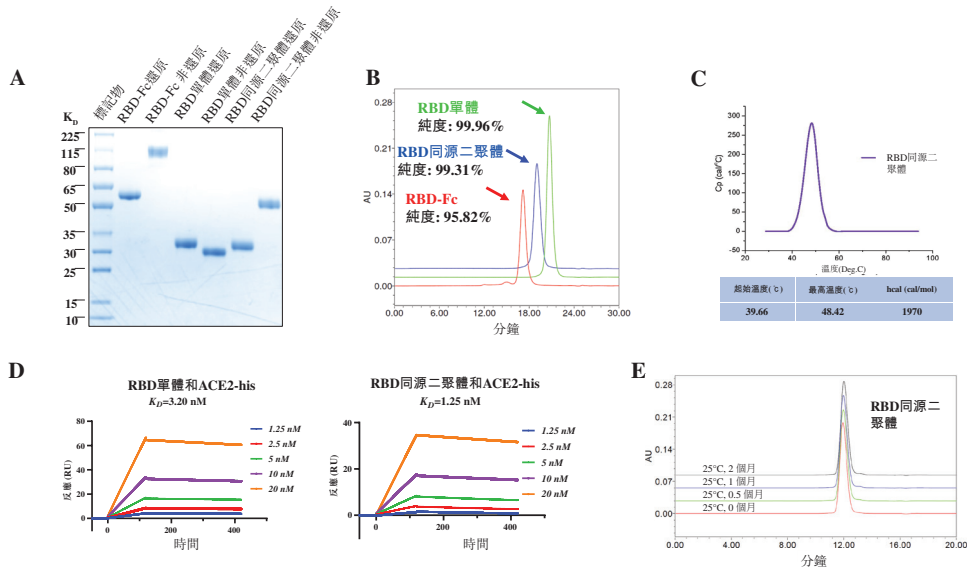 A
K_D
標記物
RBD-Fc還原
RBD-Fc 非還原
RBD單體還原
RBD單體非還原
RBD同源二聚體還原
RBD同源二聚體非還原
225
115
80
65
50
35
30
25
15
10
B
0.28
0.14
0.07
0.00
AU
RBD單體
純度: 99.96%
RBD同源二聚體
純度: 99.31%
RBD-Fc
純度: 95.82%
0.00 6.00 12.00 18.00 24.00 30.00
分鐘
C
300
250
200
150
100
50
0
-50
Cp (cal/°C)
RBD同源二
聚體
20 40 60 80 100
溫度(Deg.C)
起始溫度(℃) 最高溫度(℃) hcal (cal/mol)
39.66 48.42 1970
D
RBD單體和ACE2-his
K_D=3.20 nM
80
60
40
20
0
反應 (RU)
1.25 nM
2.5 nM
5 nM
10 nM
20 nM
0 200 400
時間
RBD同源二聚體和ACE2-his
K_D=1.25 nM
40
20
0
反應 (RU)
1.25 nM
2.5 nM
5 nM
10 nM
20 nM
0 200 400
時間
E
0.28
0.21
0.14
0.07
0.00
AU
RBD同源二
聚體
25°C, 2 個月
25°C, 1 個月
25°C, 0.5 個月
25°C, 0 個月
0.00 4.00 8.00 12.00 16.00 20.00
分鐘